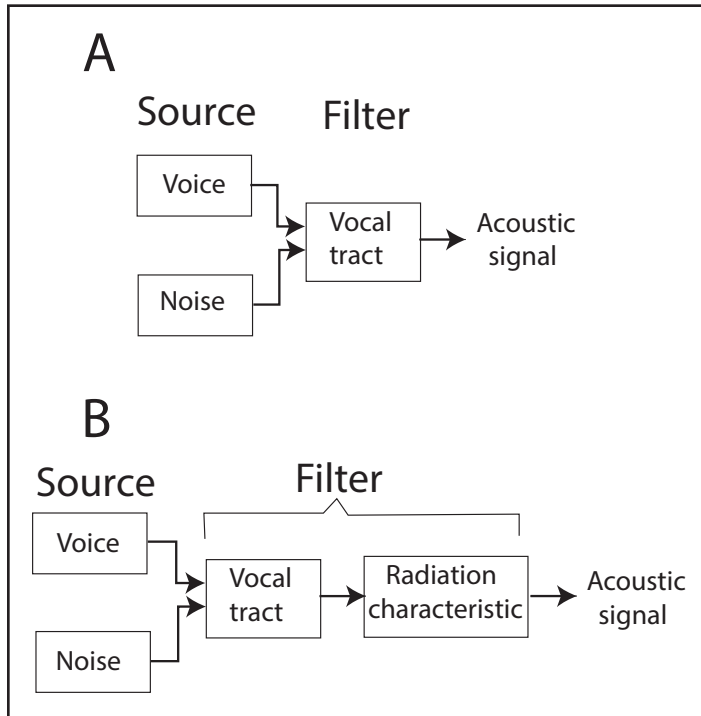 A
Source
Filter
Voice
Noise
Vocal
tract
Acoustic
signal
B
Source
Filter
Voice
Noise
Vocal
tract
Radiation
characteristic
Acoustic
signal